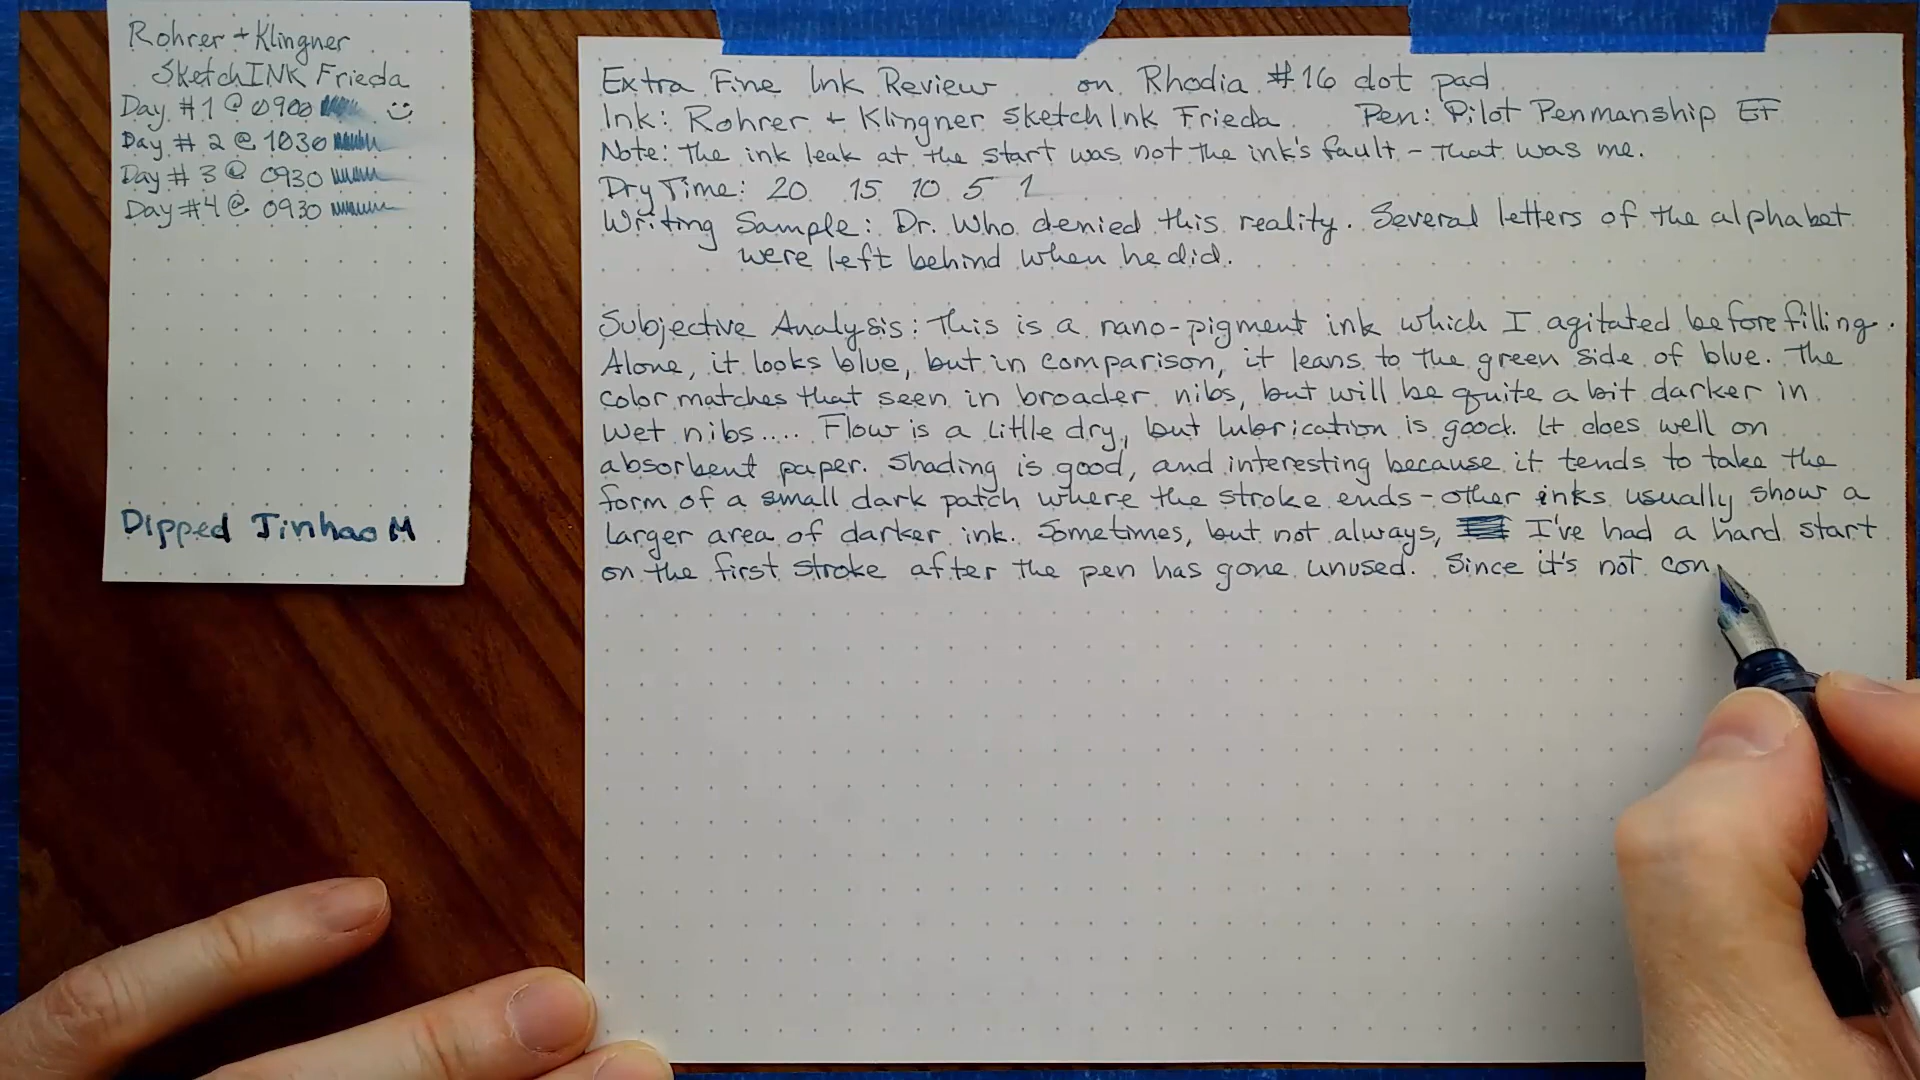 Rohrer + Klingner
SketchINK Frieda
Day #1 @ 0900
Day #2 @ 1030
Day #3 @ 0930
Day #4 @ 0930
Dipped Jinhao M
Extra Fine Ink Review on Rhodia #16 dot pad
Ink: Rohrer + Klingner SketchInk Frieda Pen: Pilot Penmanship EF
Note: The ink leak at the start was not the ink's fault - that was me.
Dry Time: 20 15 10 5 1
Writing Sample: Dr. Who denied this reality. Several letters of the alphabet
were left behind when he did.
Subjective Analysis: This is a nano-pigment ink which I agitated before filling.
Alone, it looks blue, but in comparison, it leans to the green side of blue. The
color matches that seen in broader nibs, but will be quite a bit darker in
wet nibs.... Flow is a little dry, but lubrication is good. It does well on
absorbent paper. Shading is good, and interesting because it tends to take the
form of a small dark patch where the stroke ends - other inks usually show a
larger area of darker ink. Sometimes, but not always, I've had a hard start
on the first stroke after the pen has gone unused. Since it's not con